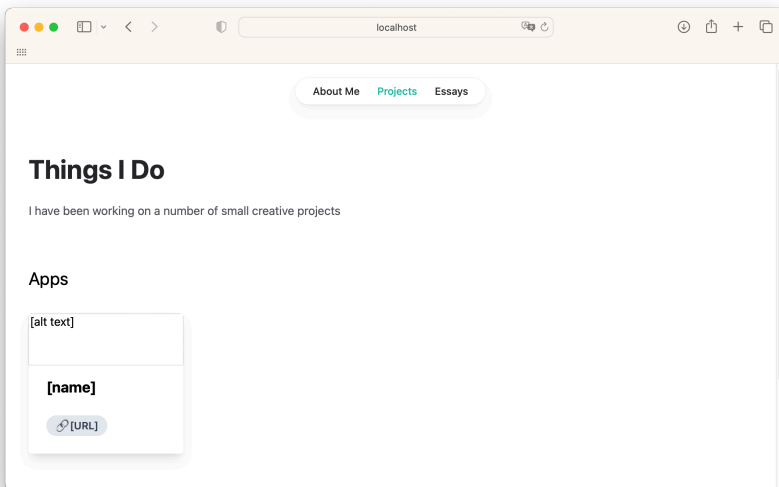 localhost
About Me Projects Essays
Things I Do
I have been working on a number of small creative projects
Apps
[alt text]
[name]
[URL]